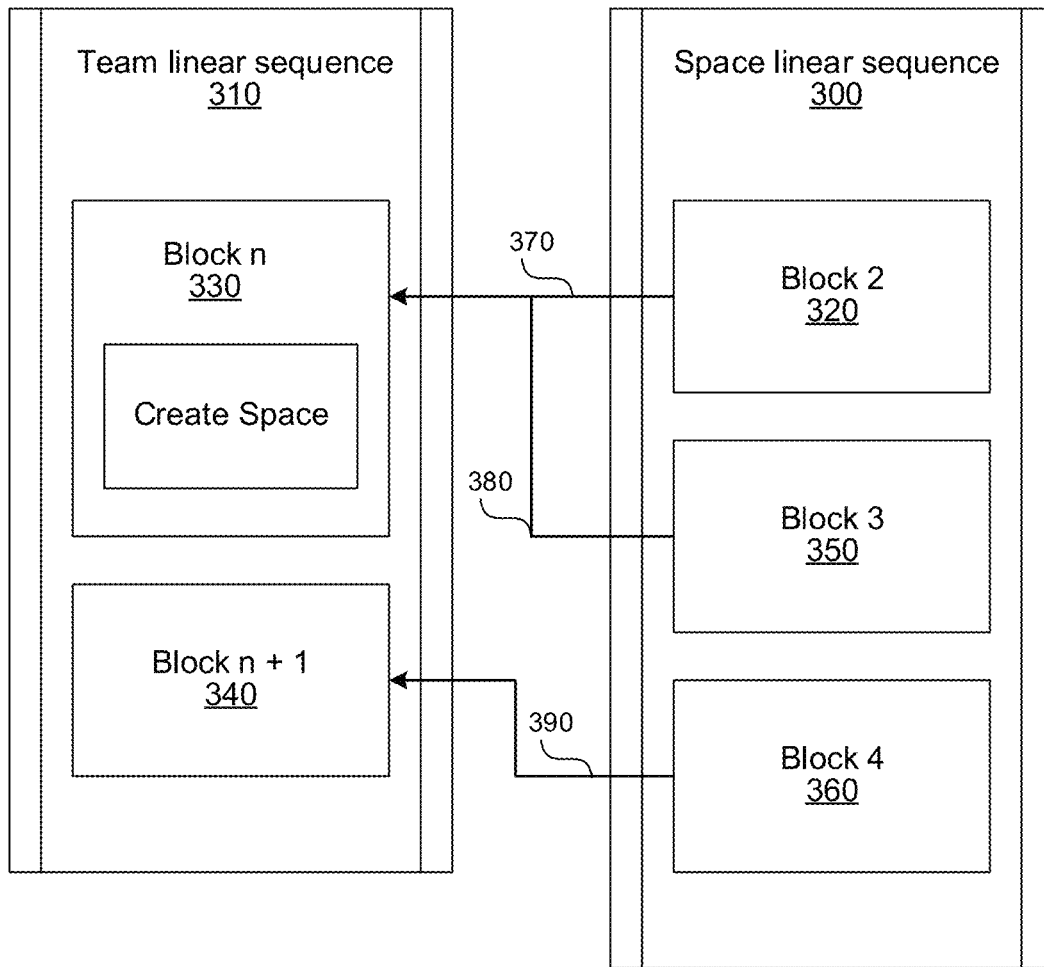 Team linear sequence
310
Block n
330
Create Space
Block n + 1
340
370
380
390
Space linear sequence
300
Block 2
320
Block 3
350
Block 4
360